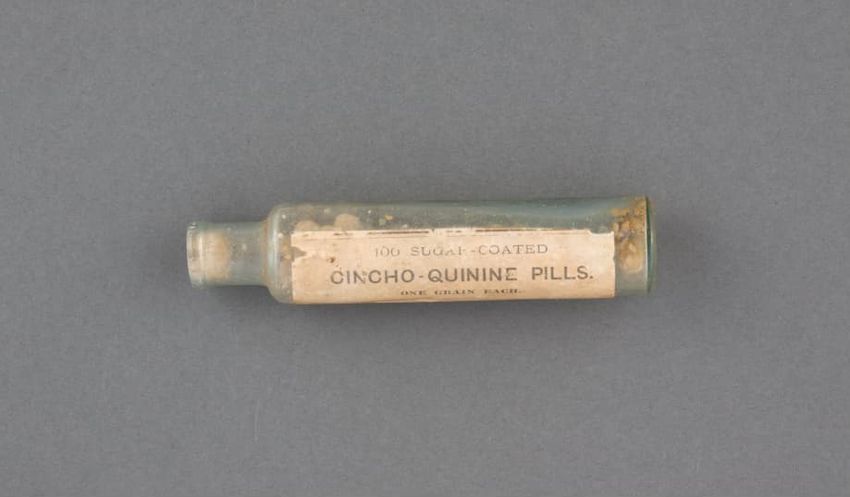 100 SUGAR-COATED
CINCHO-QUININE PILLS.
ONE GRAIN EACH.